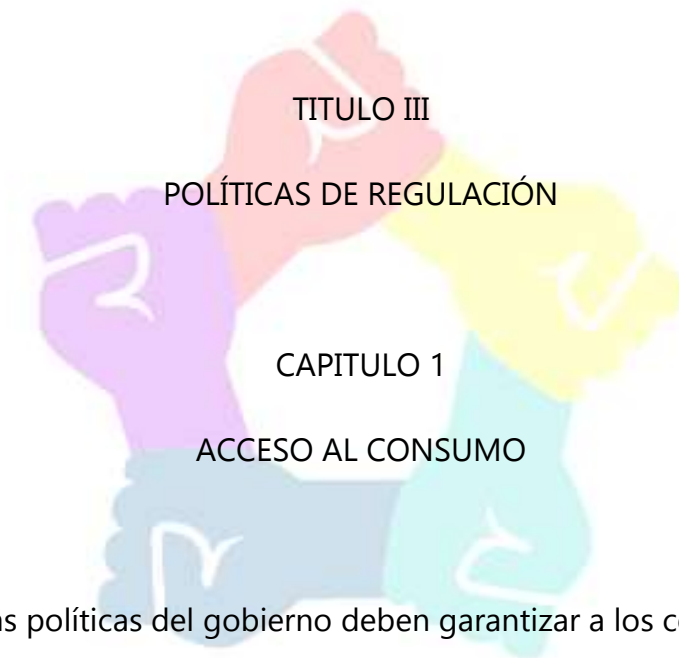 TITULO III
POLÍTICAS DE REGULACIÓN
CAPITULO 1
ACCESO AL CONSUMO
políticas del gobierno deben garantizar a los